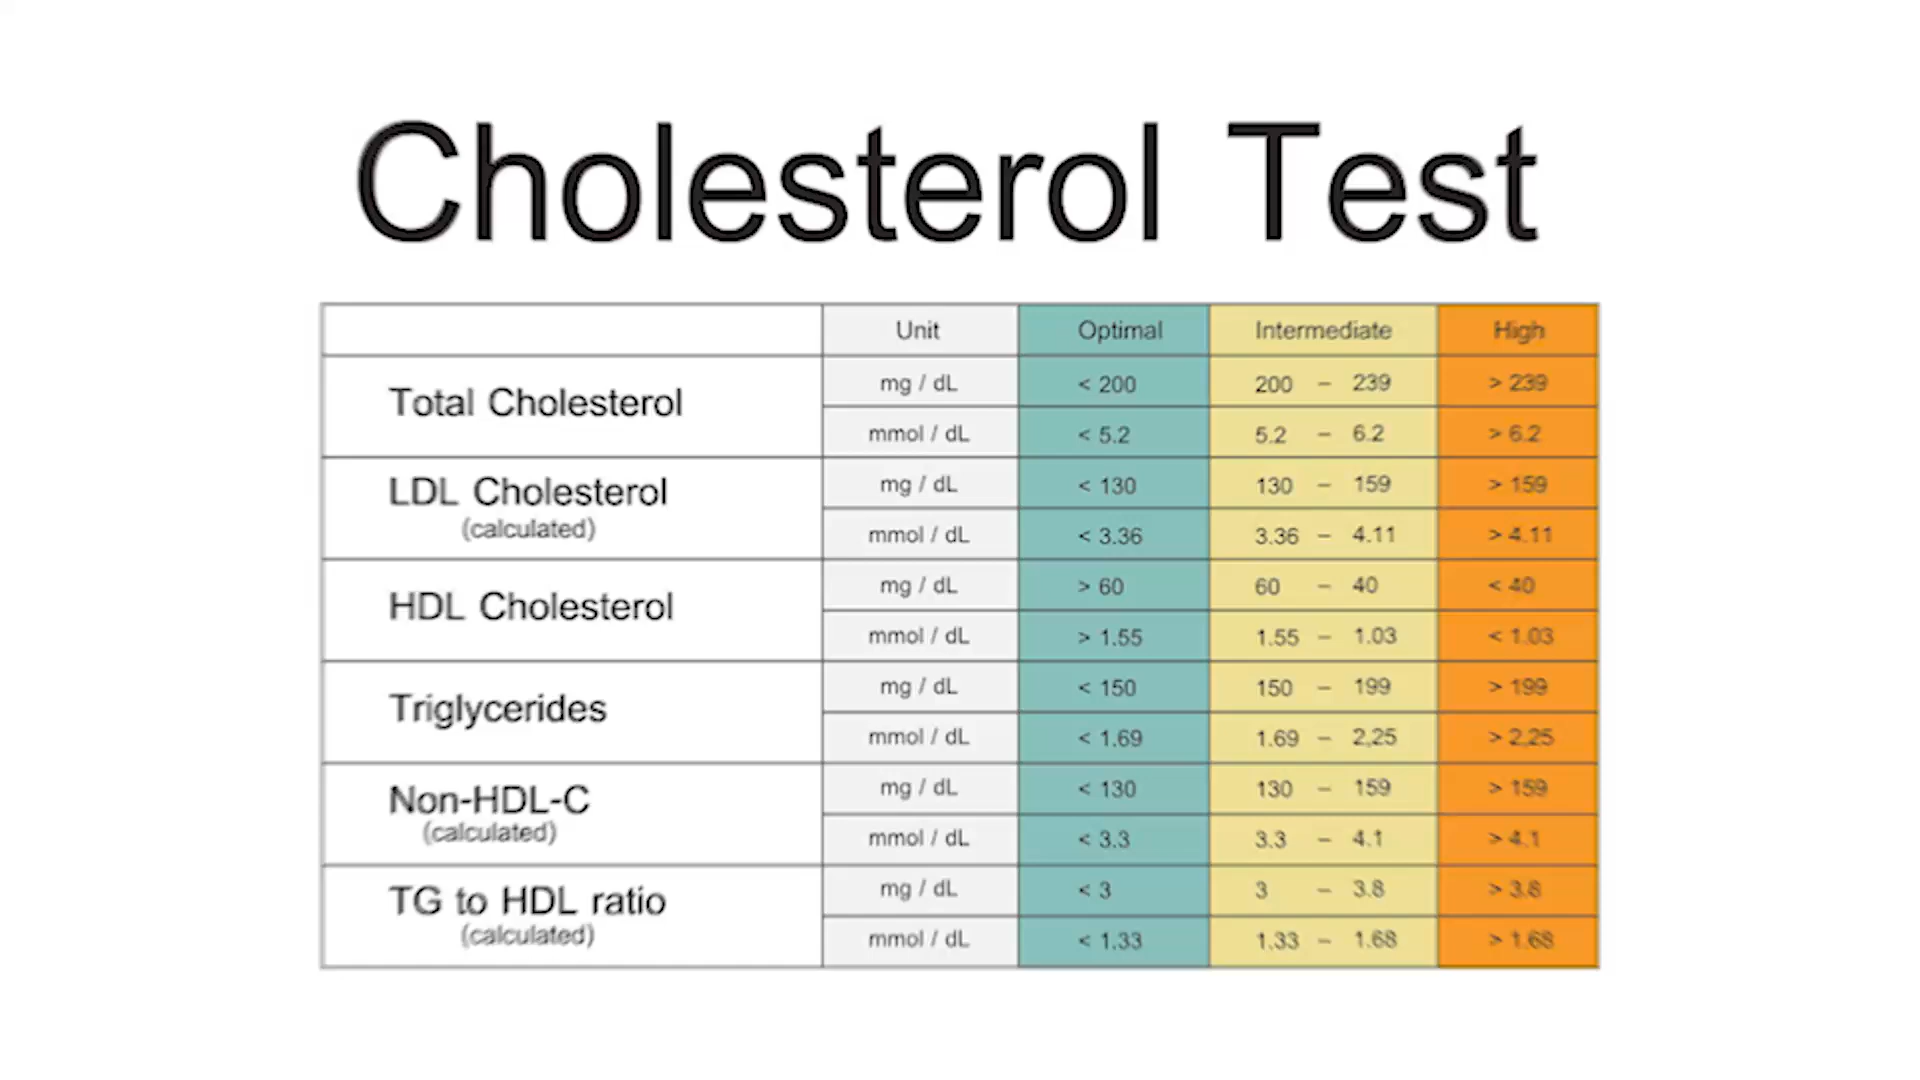 Cholesterol Test
Unit Optimal Intermediate High
Total Cholesterol
mg / dL < 200 200 – 239 > 239
mmol / dL < 5.2 5.2 – 6.2 > 6.2
LDL Cholesterol
(calculated)
mg / dL < 130 130 – 159 > 159
mmol / dL < 3.36 3.36 – 4.11 > 4.11
HDL Cholesterol
mg / dL > 60 60 – 40 < 40
mmol / dL > 1.55 1.55 – 1.03 < 1.03
Triglycerides
mg / dL < 150 150 – 199 > 199
mmol / dL < 1.69 1.69 – 2,25 > 2,25
Non-HDL-C
(calculated)
mg / dL < 130 130 – 159 > 159
mmol / dL < 3.3 3.3 – 4.1 > 4.1
TG to HDL ratio
(calculated)
mg / dL < 3 3 – 3.8 > 3.8
mmol / dL < 1.33 1.33 – 1.68 > 1.68